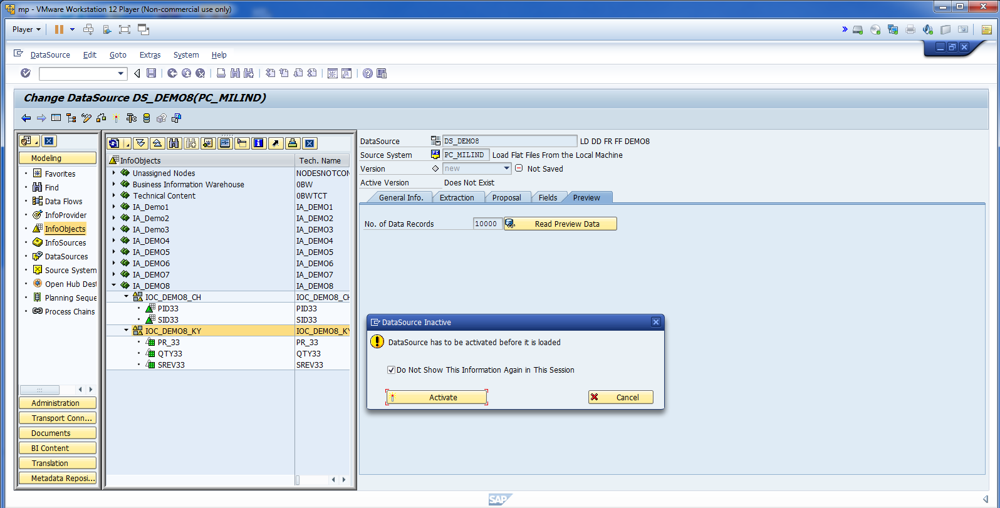 mp - VMware Workstation 12 Player (Non-commercial use only)
Player
DataSource Edit Goto Extras System Help
Change DataSource DS_DEMO8(PC_MILIND)
Modeling
Favorites
Find
Data Flows
InfoProvider
InfoObjects
InfoSources
DataSources
Source System
Open Hub Dest
Planning Seque
Process Chains
Administration
Transport Conn...
Documents
BI Content
Translation
Metadata Reposi...
InfoObjects Tech. Name
Unassigned Nodes NODESNOTCON
Business Information Warehouse 0BW
Technical Content 0BWTCT
IA_Demo1 IA_DEMO1
IA_Demo2 IA_DEMO2
IA_Demo3 IA_DEMO3
IA_DEMO4 IA_DEMO4
IA_DEMO5 IA_DEMO5
IA_DEMO6 IA_DEMO6
IA_DEMO7 IA_DEMO7
IA_DEMO8 IA_DEMO8
IOC_DEMO8_CH IOC_DEMO8_CH
PID33 PID33
SID33 SID33
IOC_DEMO8_KY IOC_DEMO8_KY
PR_33 PR_33
QTY33 QTY33
SREV33 SREV33
DataSource DS_DEMO8 LD DD FR FF DEMO8
Source System PC_MILIND Load Flat Files From the Local Machine
Version new Not Saved
Active Version Does Not Exist
General Info. Extraction Proposal Fields Preview
No. of Data Records 10000 Read Preview Data
DataSource Inactive
DataSource has to be activated before it is loaded
Do Not Show This Information Again in This Session
Activate Cancel
SAP